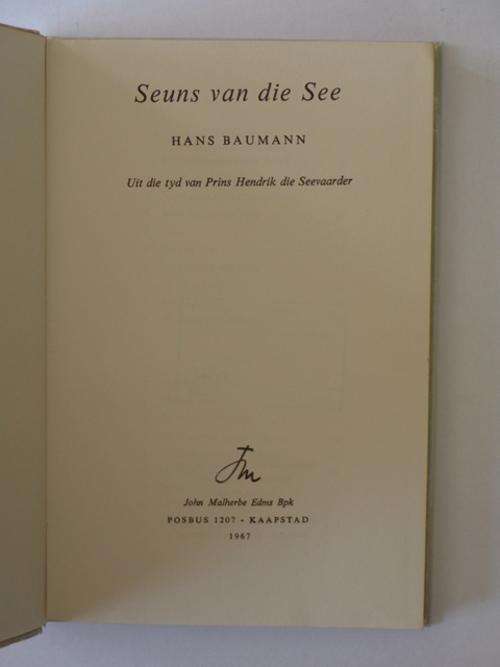 Seuns van die See
HANS BAUMANN
Uit die tyd van Prins Hendrik die Seevaarder
Jm
John Malherbe Edms Bpk
POSBUS 1207 • KAAPSTAD
1967